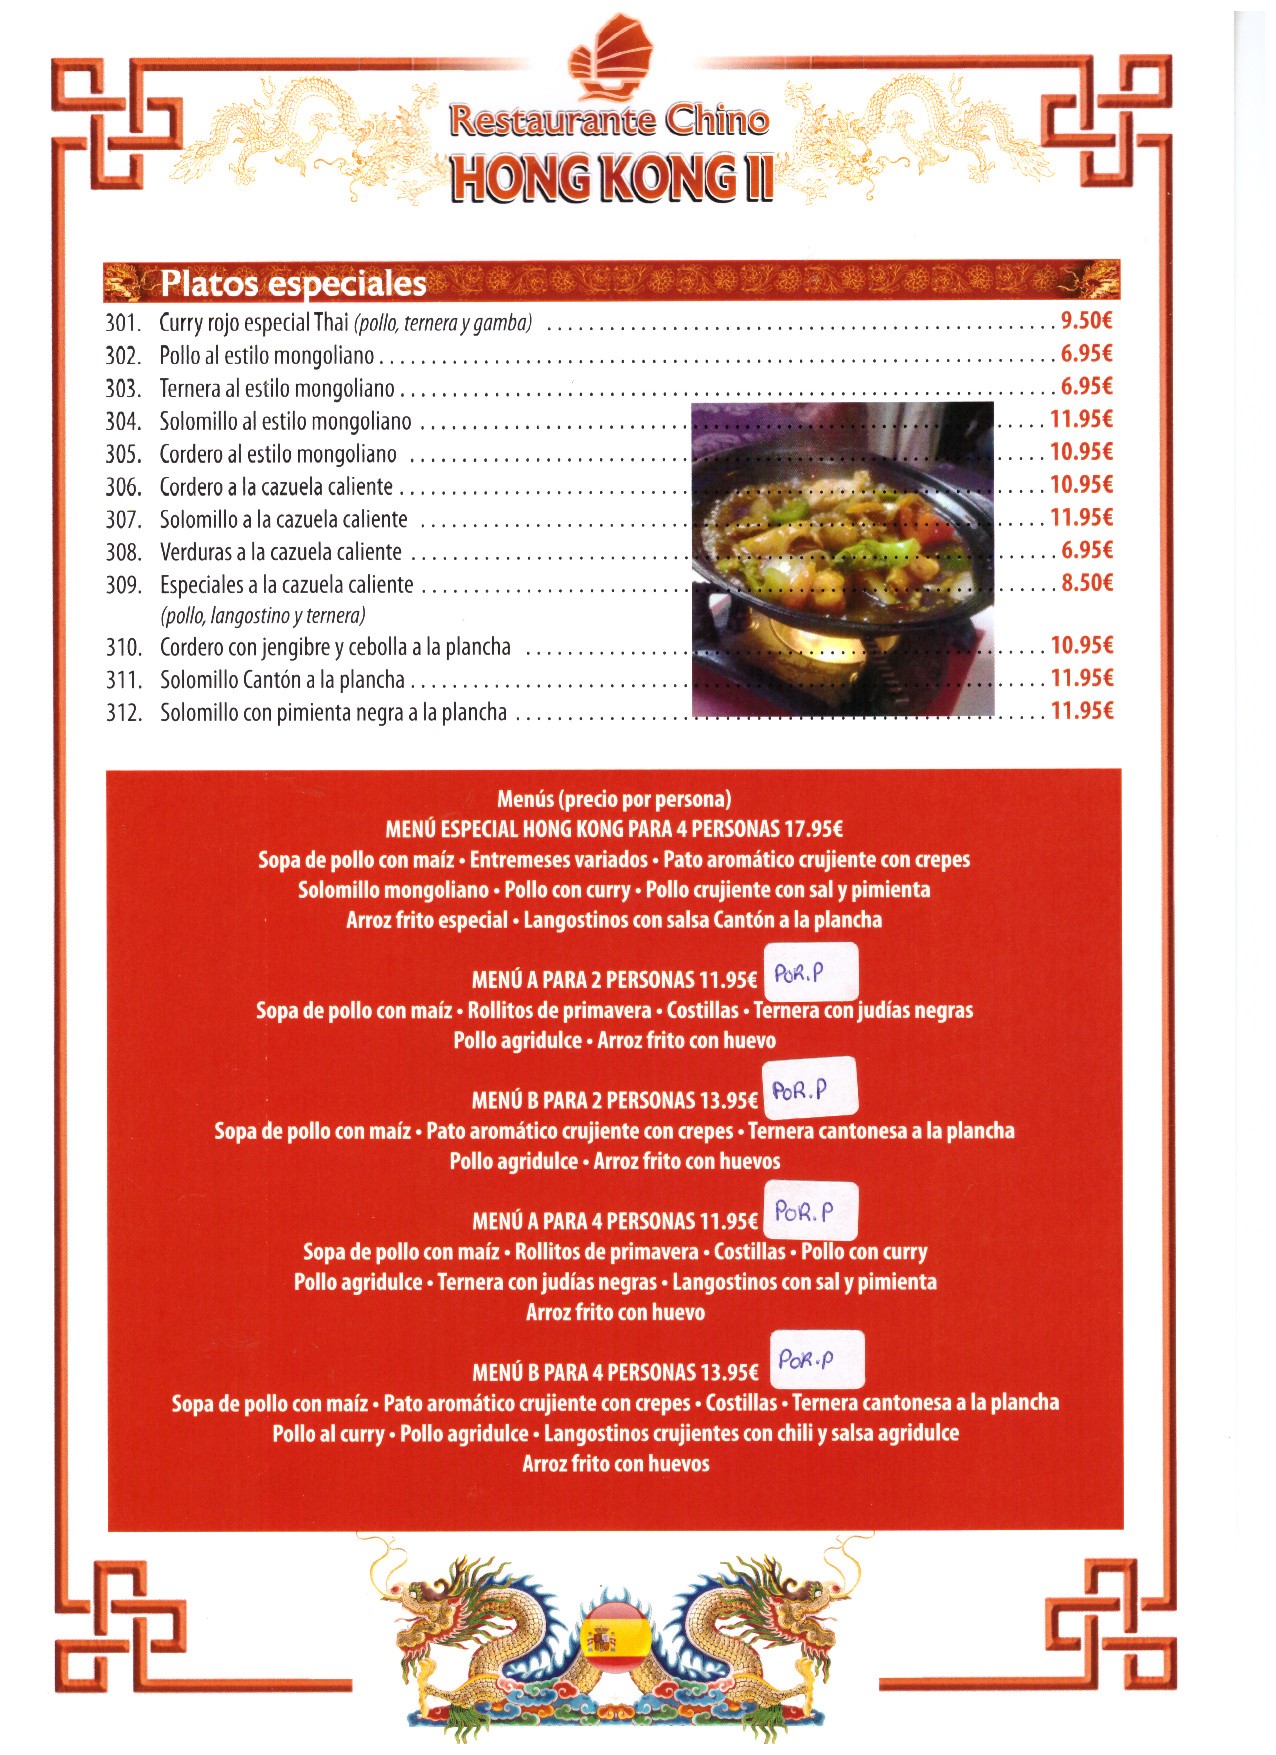 Restaurante Chino
HONG KONG II
Platos especiales
301. Curry rojo especial Thai (pollo, ternera y gamba) 9.50€
302. Pollo al estilo mongoliano 6.95€
303. Ternera al estilo mongoliano 6.95€
304. Solomillo al estilo mongoliano 11.95€
305. Cordero al estilo mongoliano 10.95€
306. Cordero a la cazuela caliente 10.95€
307. Solomillo a la cazuela caliente 11.95€
308. Verduras a la cazuela caliente 6.95€
309. Especiales a la cazuela caliente 8.50€
(pollo, langostino y ternera)
310. Cordero con jengibre y cebolla a la plancha 10.95€
311. Solomillo Cantón a la plancha 11.95€
312. Solomillo con pimienta negra a la plancha 11.95€
Menús (precio por persona)
MENÚ ESPECIAL HONG KONG PARA 4 PERSONAS 17.95€
Sopa de pollo con maíz • Entremeses variados • Pato aromático crujiente con crepes
Solomillo mongoliano • Pollo con curry • Pollo crujiente con sal y pimienta
Arroz frito especial • Langostinos con salsa Cantón a la plancha
MENÚ A PARA 2 PERSONAS 11.95€ POR.P
Sopa de pollo con maíz • Rollitos de primavera • Costillas • Ternera con judías negras
Pollo agridulce • Arroz frito con huevo
MENÚ B PARA 2 PERSONAS 13.95€ POR.P
Sopa de pollo con maíz • Pato aromático crujiente con crepes • Ternera cantonesa a la plancha
Pollo agridulce • Arroz frito con huevos
MENÚ A PARA 4 PERSONAS 11.95€ POR.P
Sopa de pollo con maíz • Rollitos de primavera • Costillas • Pollo con curry
Pollo agridulce • Ternera con judías negras • Langostinos con sal y pimienta
Arroz frito con huevo
MENÚ B PARA 4 PERSONAS 13.95€ POR.P
Sopa de pollo con maíz • Pato aromático crujiente con crepes • Costillas • Ternera cantonesa a la plancha
Pollo al curry • Pollo agridulce • Langostinos crujientes con chili y salsa agridulce
Arroz frito con huevos